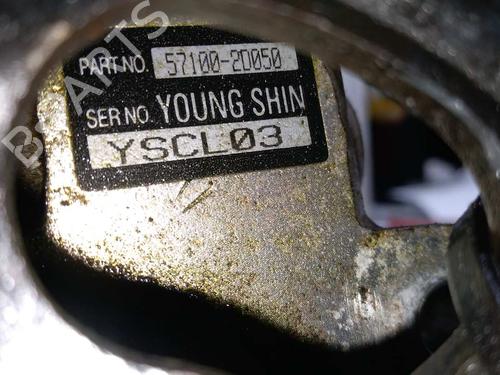 PART.NO. 57100-2D050
SER NO. YOUNG SHIN
YSCL03